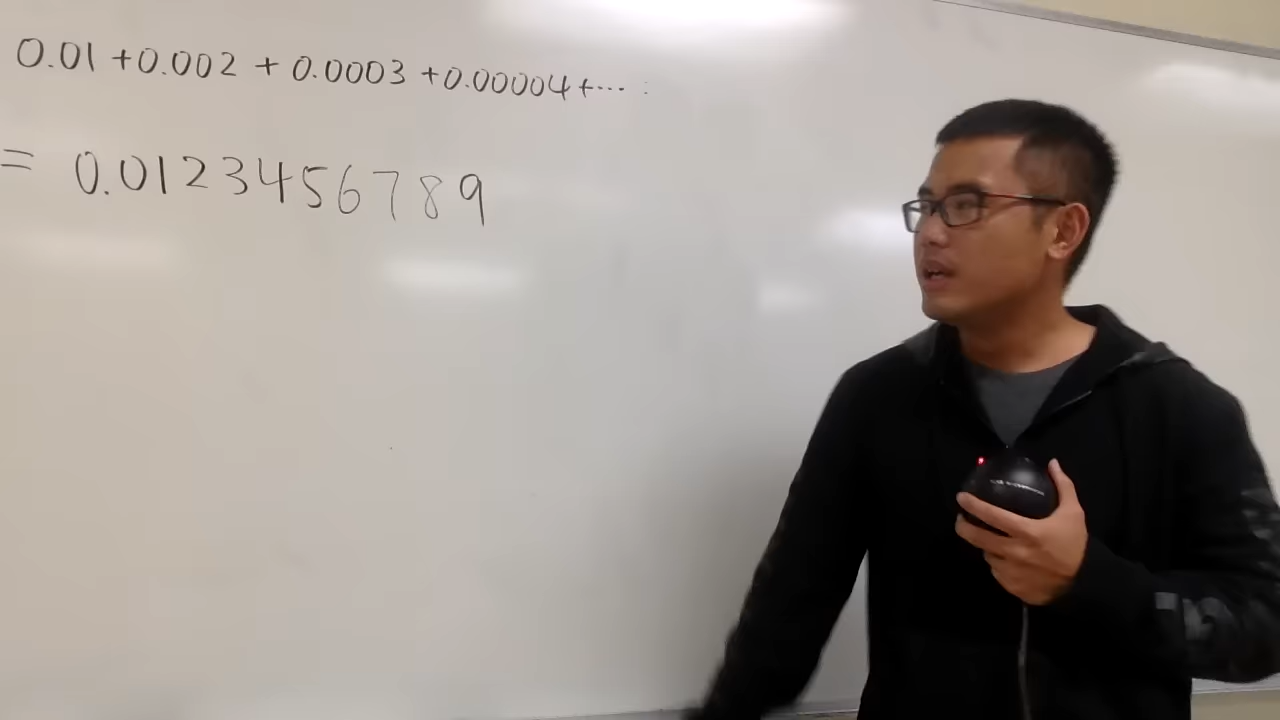 0.01 + 0.002 + 0.0003 + 0.00004 + ...
= 0.0123456789